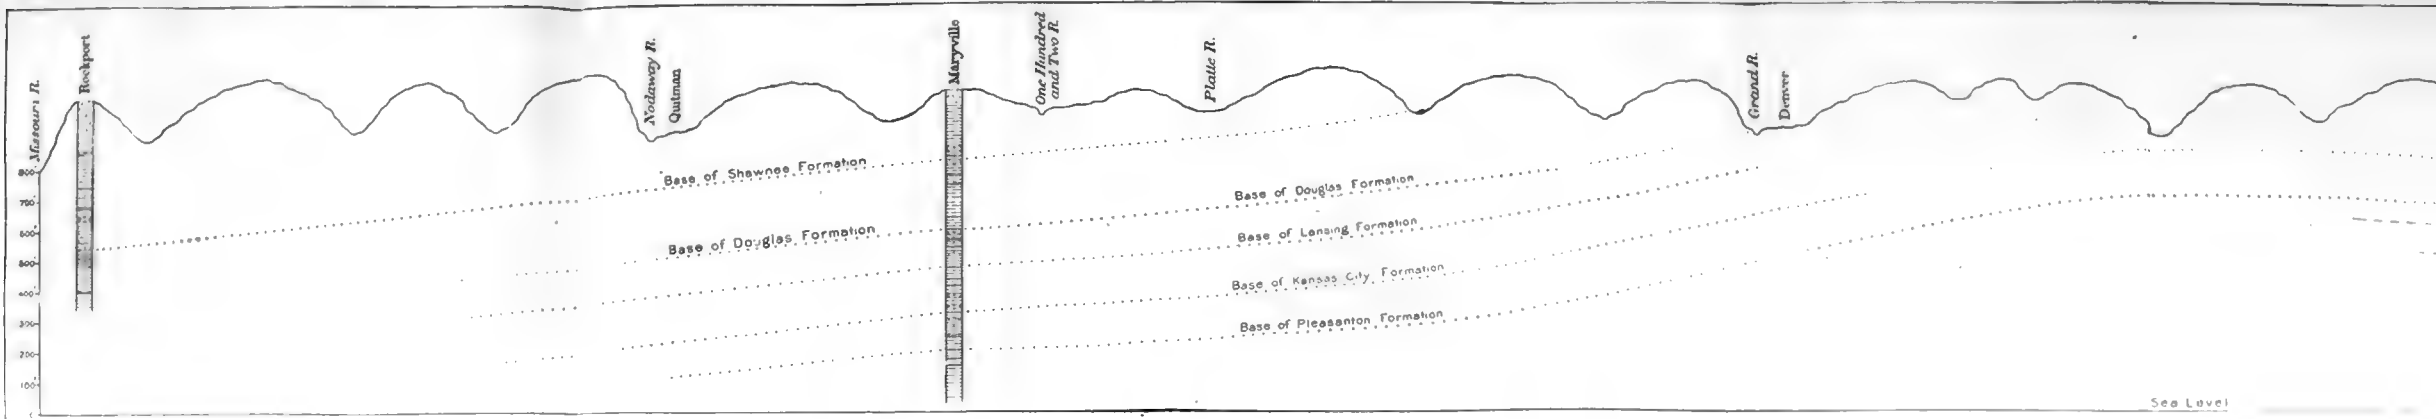 Missouri R.
Rockport
Nodaway R.
Quitman
Maryville
One Hundred
and Two R.
Platte R.
Grand R.
Denver
800
700
600
500
400
300
200
100
0
Base of Shawnee Formation
Base of Douglas Formation
Base of Douglas Formation
Base of Lansing Formation
Base of Kansas City Formation
Base of Pleasanton Formation
Sea Level